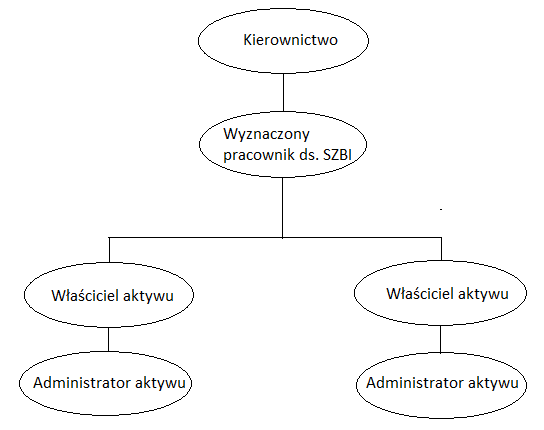 Kierownictwo
Wyznaczony
pracownik ds. SZBI
Właściciel aktywu
Właściciel aktywu
Administrator aktywu
Administrator aktywu